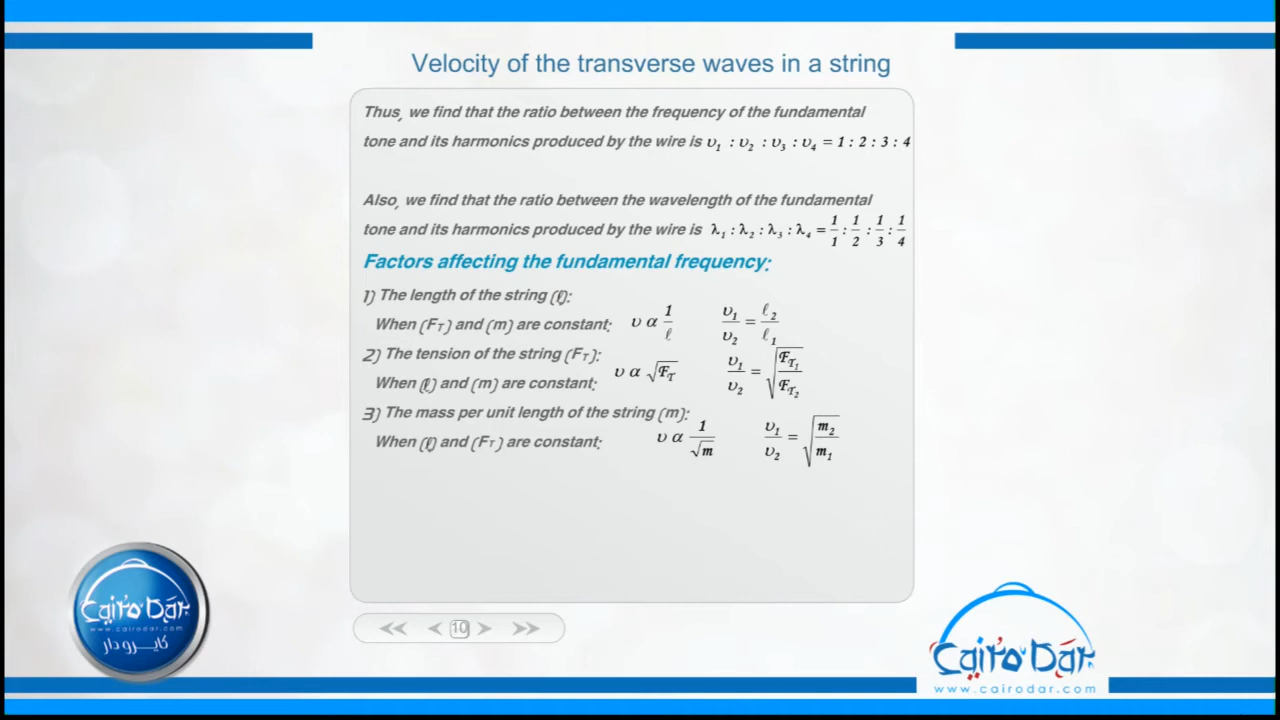 Velocity of the transverse waves in a string
Thus, we find that the ratio between the frequency of the fundamental
tone and its harmonics produced by the wire is υ₁ : υ₂ : υ₃ : υ₄ = 1 : 2 : 3 : 4
Also, we find that the ratio between the wavelength of the fundamental
tone and its harmonics produced by the wire is λ₁ : λ₂ : λ₃ : λ₄ = 1/1 : 1/2 : 1/3 : 1/4
Factors affecting the fundamental frequency:
1) The length of the string (ℓ):
When (F_T) and (m) are constant: υ α 1/ℓ υ₁/υ₂ = ℓ₂/ℓ₁
2) The tension of the string (F_T):
When (ℓ) and (m) are constant: υ α √F_T υ₁/υ₂ = √(F_T₁/F_T₂)
3) The mass per unit length of the string (m):
When (ℓ) and (F_T) are constant: υ α 1/√m υ₁/υ₂ = √(m₂/m₁)
10
Cairo Dar
www.cairodar.com
كايرو دار
Cairo Dar
www.cairodar.com